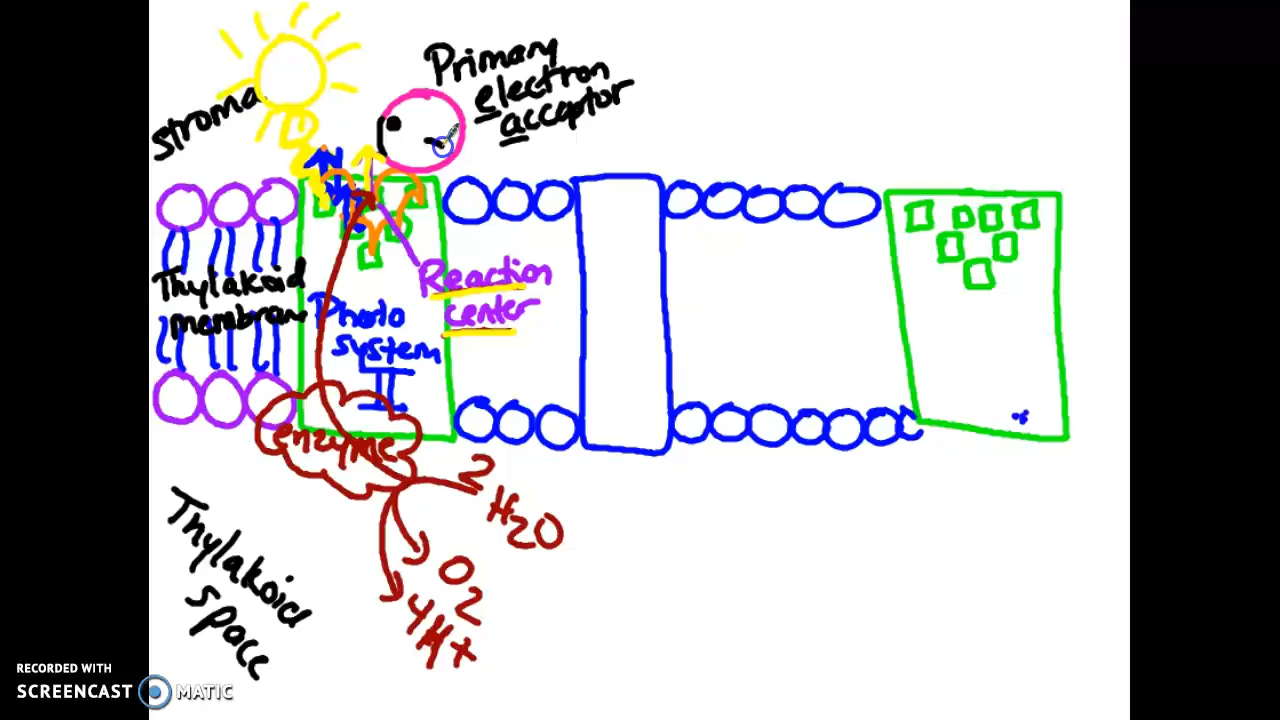 Primary
electron
acceptor
stroma
Thylakoid
membrane
Reaction
center
Photo
system
II
enzyme
2
H2O
O2
4H+
Thylakoid
space
RECORDED WITH
SCREENCAST MATIC